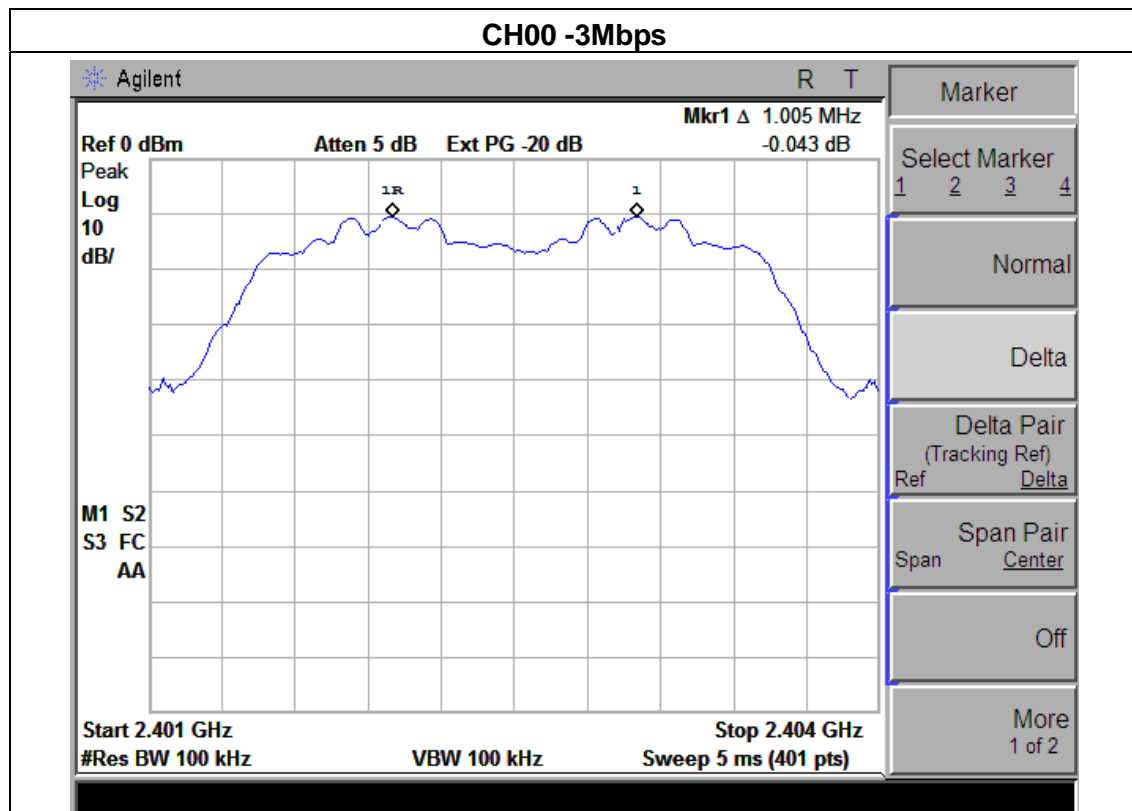 CH00 -3Mbps
Agilent R T
Mkr1 Δ 1.005 MHz
Ref 0 dBm Atten 5 dB Ext PG -20 dB -0.043 dB
Peak
Log
10
dB/
1R 1
M1 S2
S3 FC
AA
Start 2.401 GHz Stop 2.404 GHz
#Res BW 100 kHz VBW 100 kHz Sweep 5 ms (401 pts)
Marker
Select Marker
1 2 3 4
Normal
Delta
Delta Pair
(Tracking Ref)
Ref Delta
Span Pair
Span Center
Off
More
1 of 2